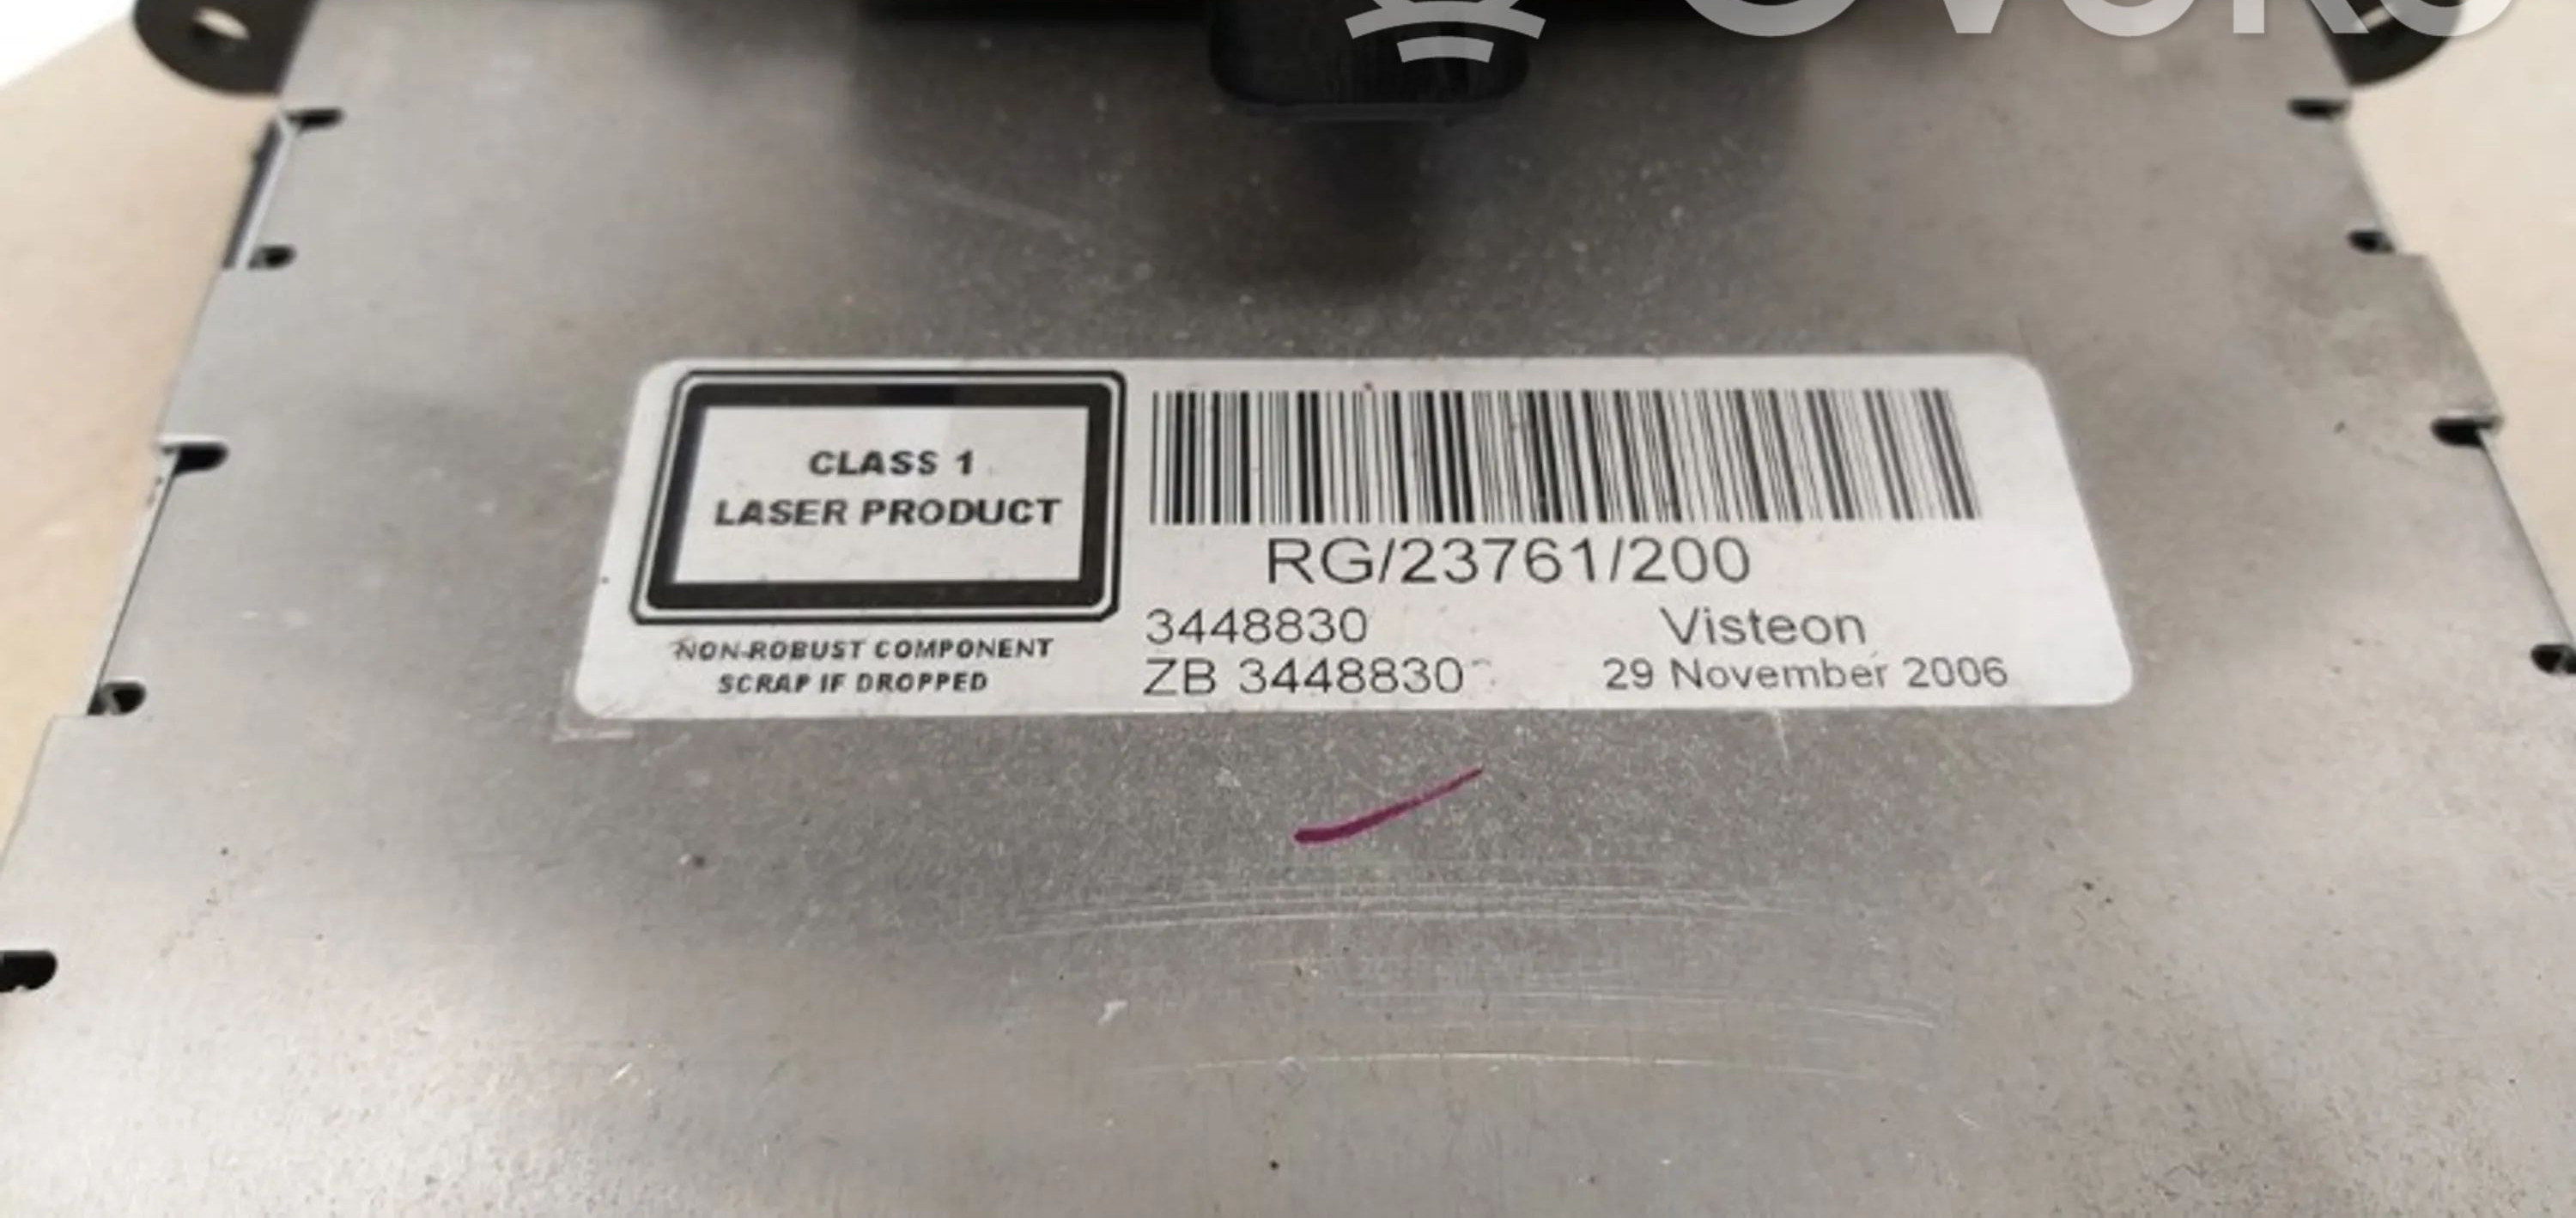 CLASS 1
LASER PRODUCT
NON-ROBUST COMPONENT
SCRAP IF DROPPED
RG/23761/200
3448830
Visteon
ZB 3448830
29 November 2006